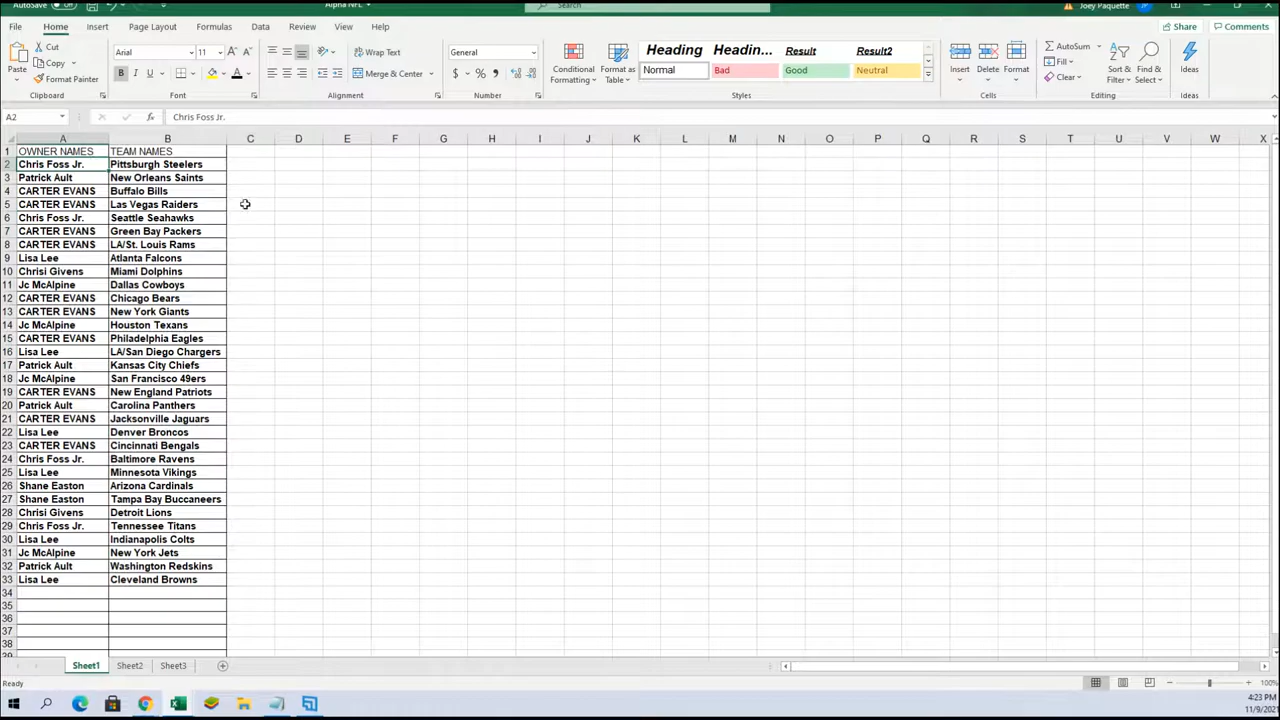 AutoSave Off Alpha NFL Search Joey Paquette
File Home Insert Page Layout Formulas Data Review View Help Share Comments
Paste Cut Copy Format Painter Clipboard
Arial 11 A A B I U A Font
Wrap Text Merge & Center Alignment
General $ % Number
Conditional Formatting Format as Table Heading Headin... Result Result2 Normal Bad Good Neutral Styles
Insert Delete Format Cells
AutoSum Fill Clear Sort & Filter Find & Select Editing
Ideas Ideas
A2 fx Chris Foss Jr.
A B C D E F G H I J K L M N O P Q R S T U V W X
1 OWNER NAMES TEAM NAMES
2 Chris Foss Jr. Pittsburgh Steelers
3 Patrick Ault New Orleans Saints
4 CARTER EVANS Buffalo Bills
5 CARTER EVANS Las Vegas Raiders
6 Chris Foss Jr. Seattle Seahawks
7 CARTER EVANS Green Bay Packers
8 CARTER EVANS LA/St. Louis Rams
9 Lisa Lee Atlanta Falcons
10 Chrisi Givens Miami Dolphins
11 Jc McAlpine Dallas Cowboys
12 CARTER EVANS Chicago Bears
13 CARTER EVANS New York Giants
14 Jc McAlpine Houston Texans
15 CARTER EVANS Philadelphia Eagles
16 Lisa Lee LA/San Diego Chargers
17 Patrick Ault Kansas City Chiefs
18 Jc McAlpine San Francisco 49ers
19 CARTER EVANS New England Patriots
20 Patrick Ault Carolina Panthers
21 CARTER EVANS Jacksonville Jaguars
22 Lisa Lee Denver Broncos
23 CARTER EVANS Cincinnati Bengals
24 Chris Foss Jr. Baltimore Ravens
25 Lisa Lee Minnesota Vikings
26 Shane Easton Arizona Cardinals
27 Shane Easton Tampa Bay Buccaneers
28 Chrisi Givens Detroit Lions
29 Chris Foss Jr. Tennessee Titans
30 Lisa Lee Indianapolis Colts
31 Jc McAlpine New York Jets
32 Patrick Ault Washington Redskins
33 Lisa Lee Cleveland Browns
34
35
36
37
38
39
Sheet1 Sheet2 Sheet3
Ready 100%
4:23 PM
11/9/2021